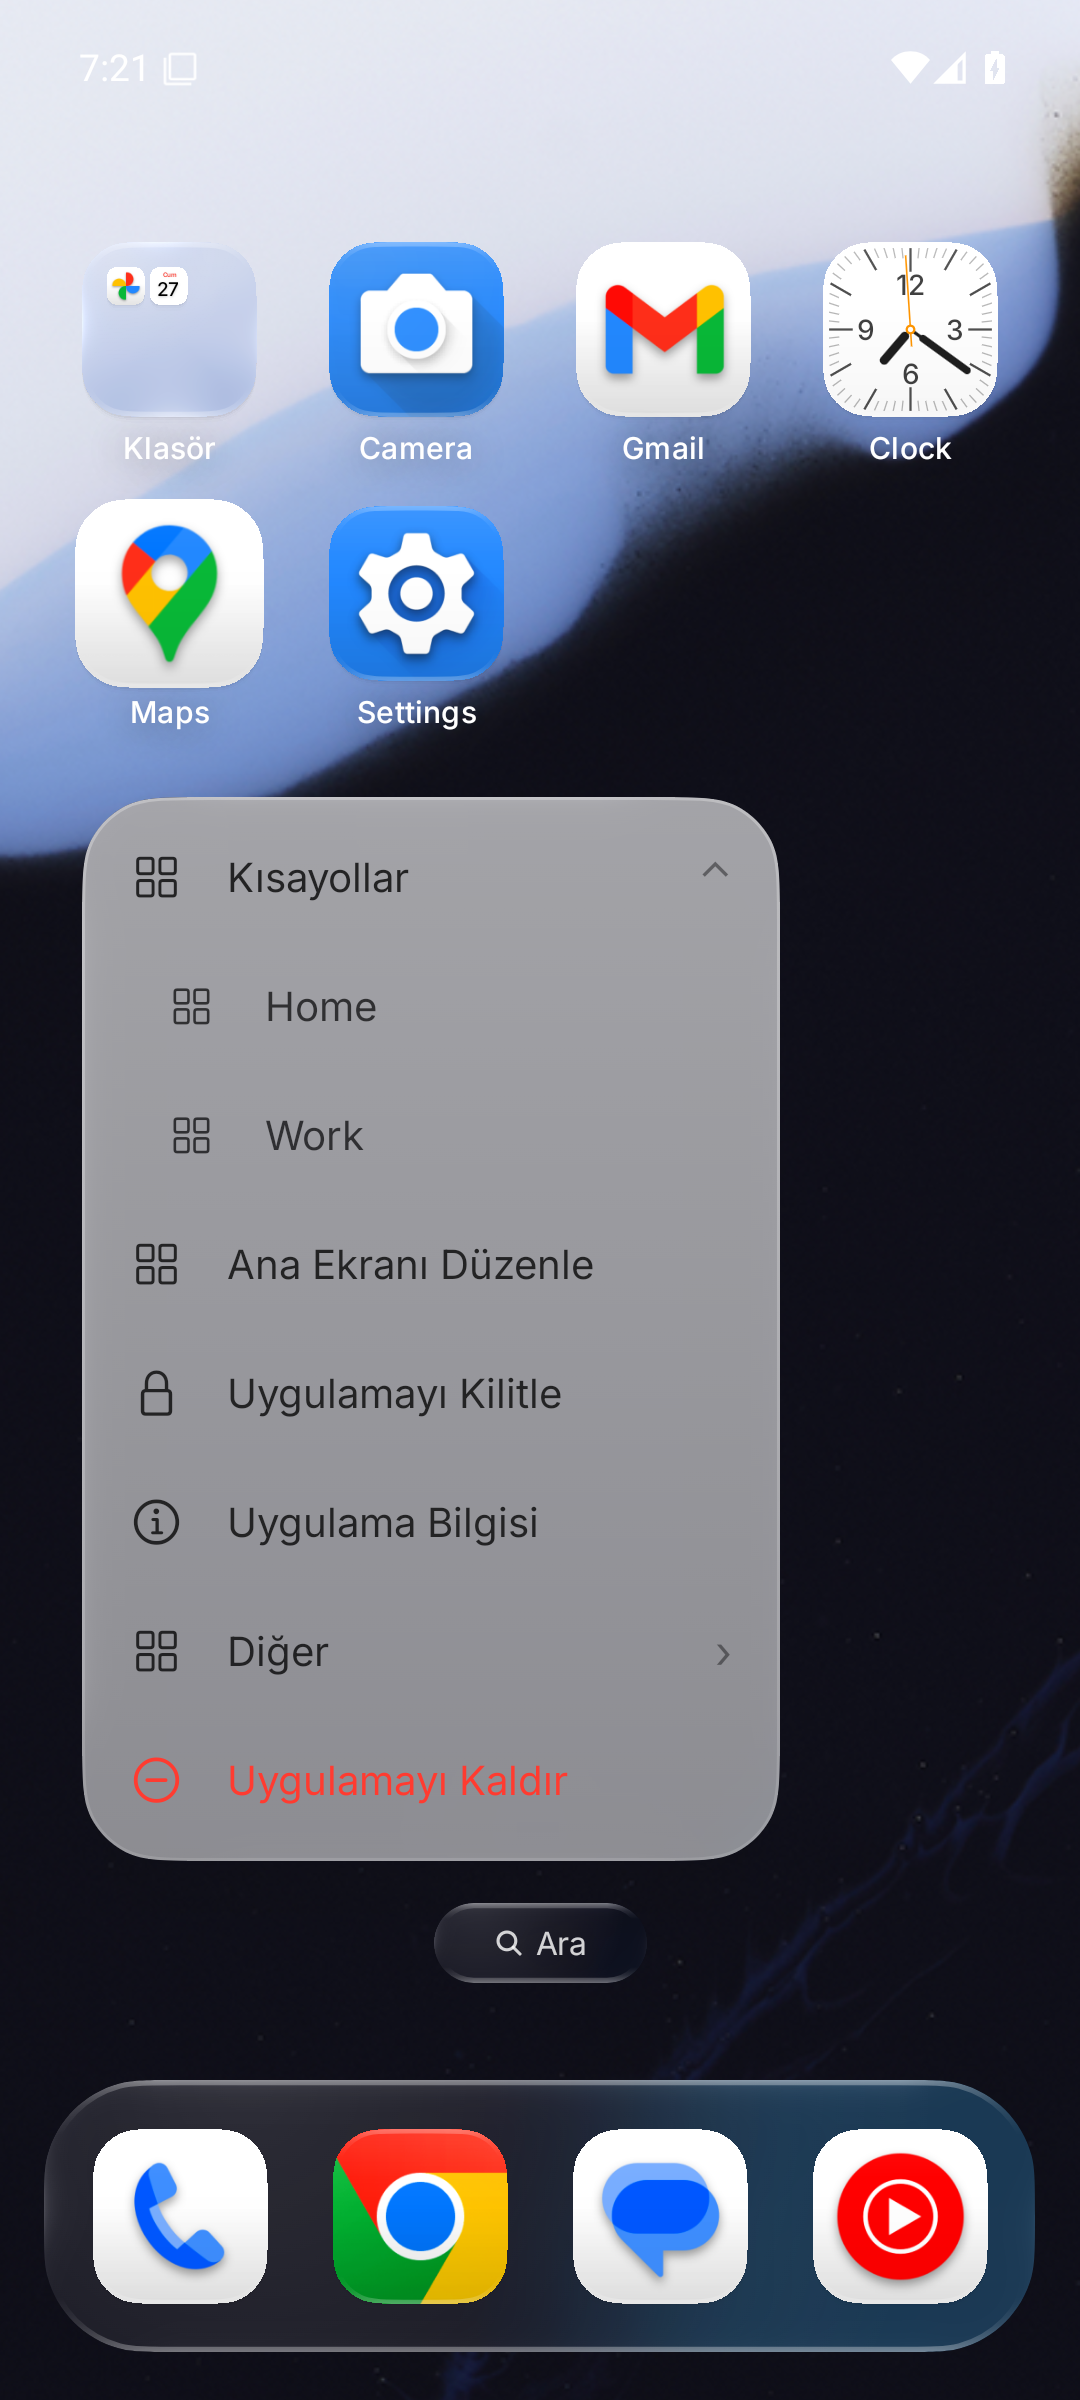 7:21
Cum
27
12
9
3
6
Klasör
Camera
Gmail
Clock
Maps
Settings
Kısayollar
Home
Work
Ana Ekranı Düzenle
Uygulamayı Kilitle
Uygulama Bilgisi
Diğer
Uygulamayı Kaldır
Ara